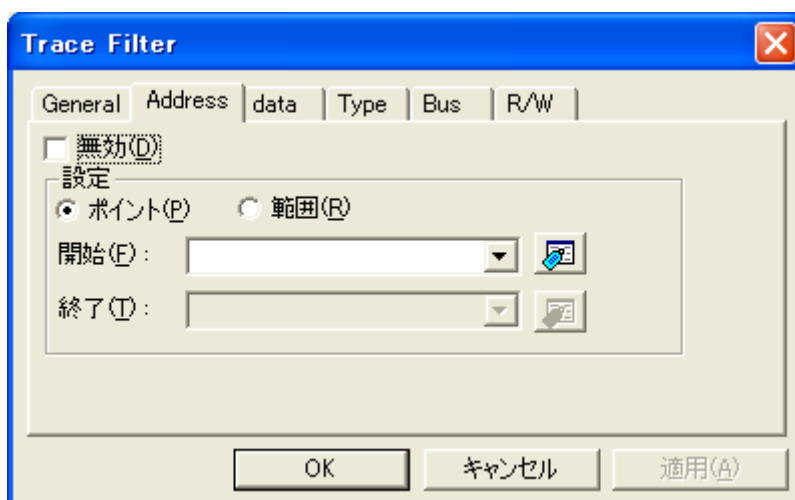 Trace Filter
General Address data Type Bus R/W
無効(D)
設定
ポイント(P) 範囲(R)
開始(F):
終了(T):
OK キャンセル 適用(A)